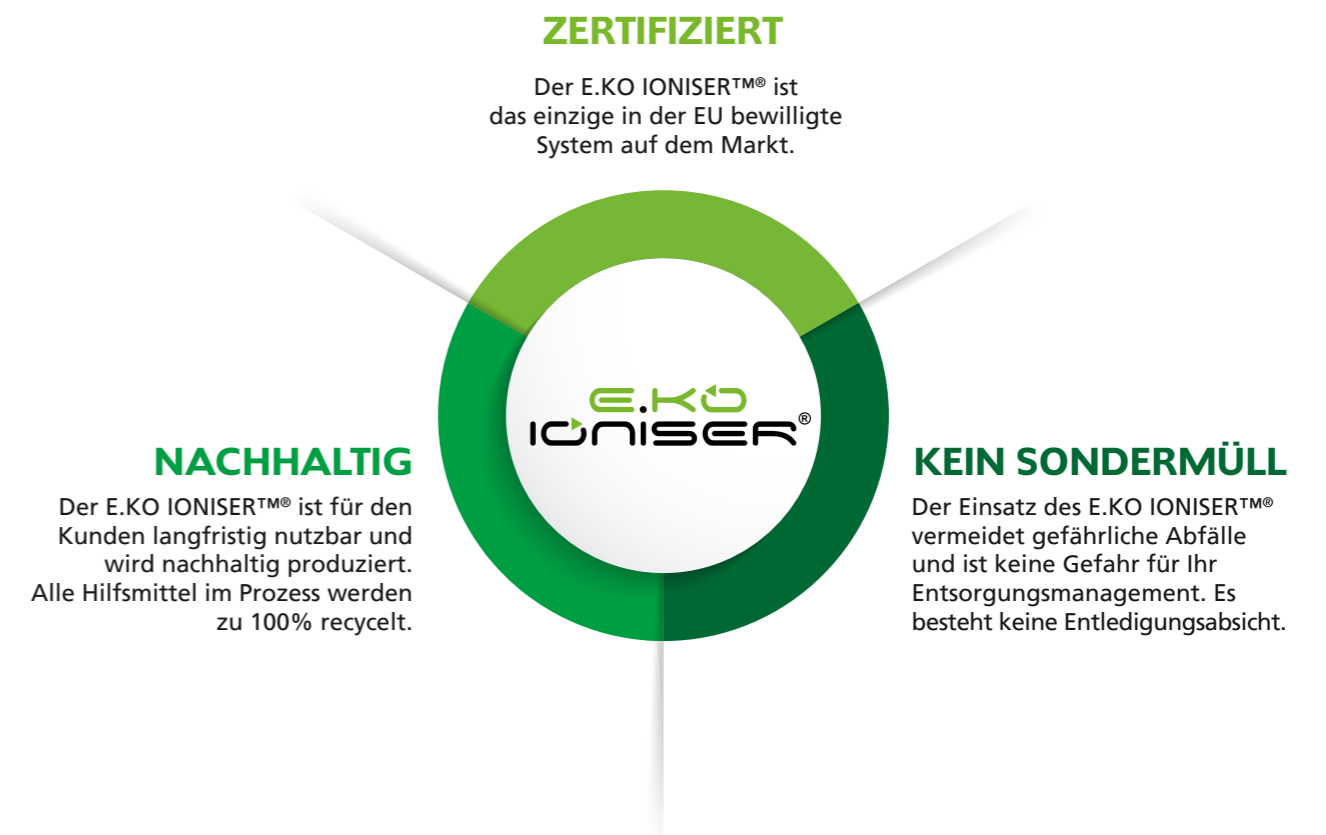 ZERTIFIZIERT
Der E.KO IONISER™® ist
das einzige in der EU bewilligte
System auf dem Markt.
E.KO
IONISER®
NACHHALTIG
Der E.KO IONISER™® ist für den
Kunden langfristig nutzbar und
wird nachhaltig produziert.
Alle Hilfsmittel im Prozess werden
zu 100% recycelt.
KEIN SONDERMÜLL
Der Einsatz des E.KO IONISER™®
vermeidet gefährliche Abfälle
und ist keine Gefahr für Ihr
Entsorgungsmanagement. Es
besteht keine Entledigungsabsicht.